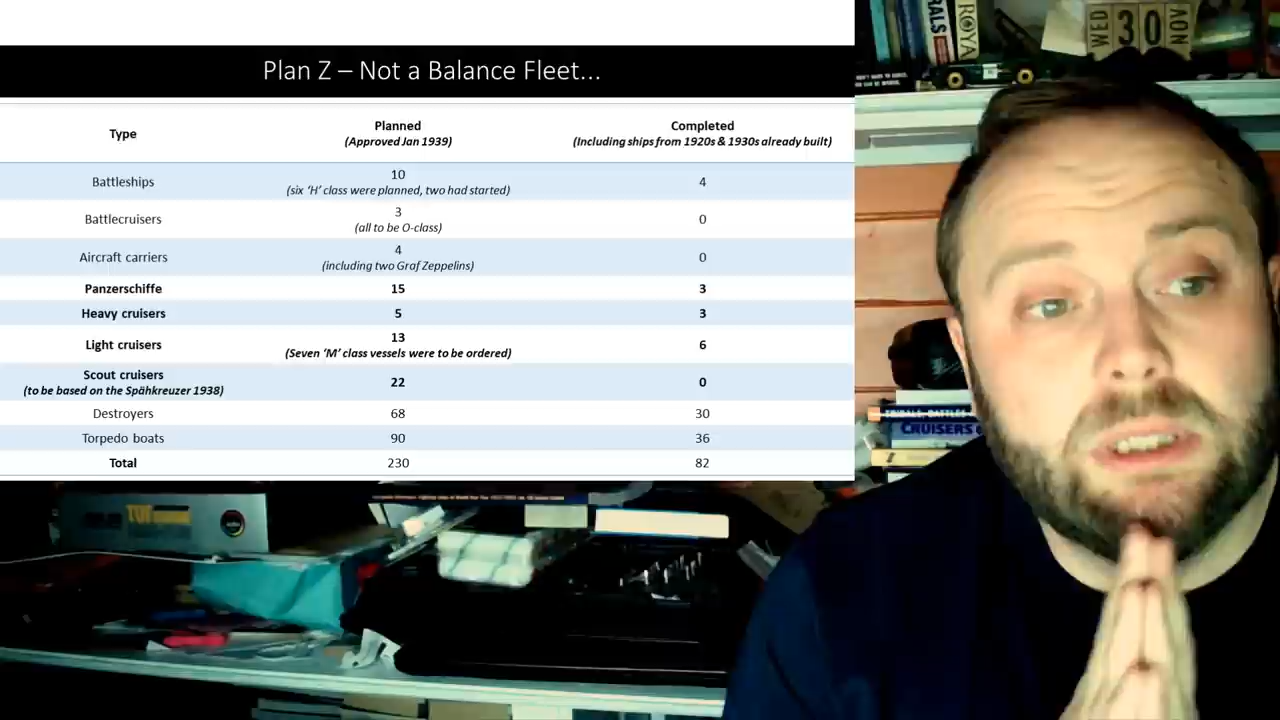 Plan Z – Not a Balance Fleet...
Type
Planned
(Approved Jan 1939)
Completed
(Including ships from 1920s & 1930s already built)
Battleships
10
(six 'H' class were planned, two had started)
4
Battlecruisers
3
(all to be O-class)
0
Aircraft carriers
4
(including two Graf Zeppelins)
0
Panzerschiffe
15
3
Heavy cruisers
5
3
Light cruisers
13
(Seven 'M' class vessels were to be ordered)
6
Scout cruisers
(to be based on the Spähkreuzer 1938)
22
0
Destroyers
68
30
Torpedo boats
90
36
Total
230
82
WED
30
NOV
CRUISERS
TUF